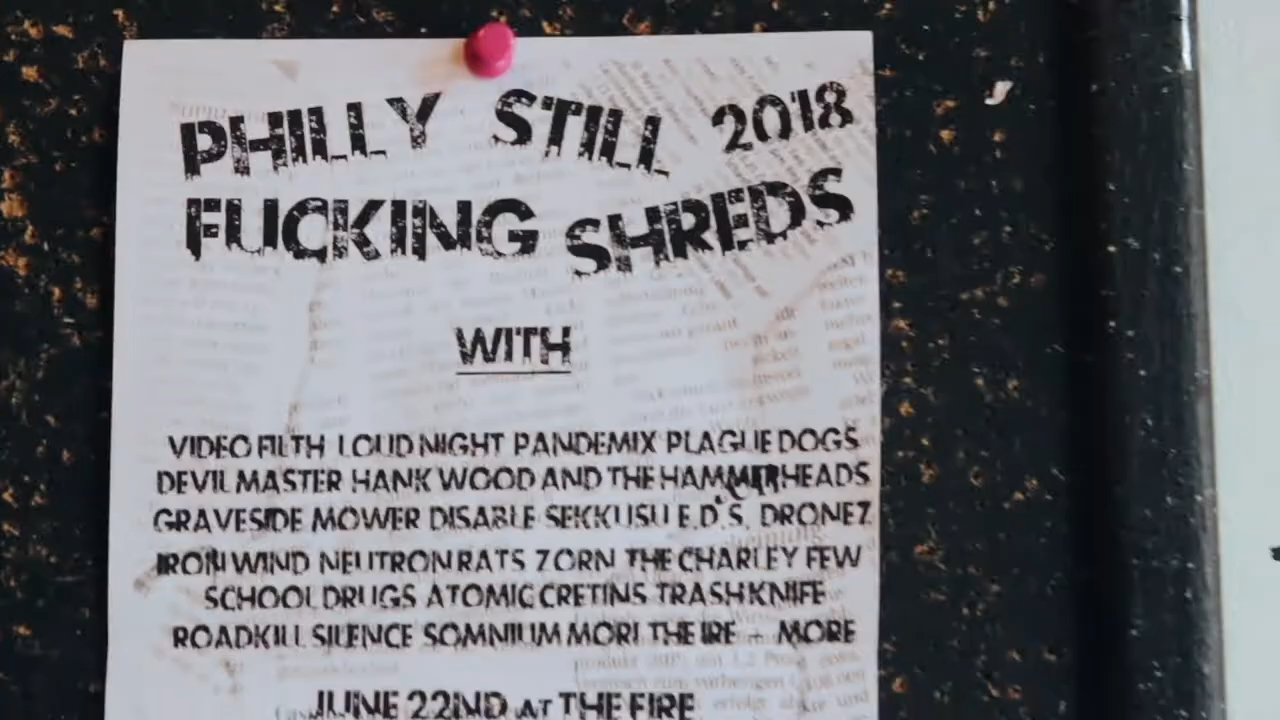 PHILLY STILL 2018
FUCKING SHREDS
WITH
VIDEO FILTH LOUD NIGHT PANDEMIX PLAGUE DOGS
DEVIL MASTER HANK WOOD AND THE HAMMERHEADS
GRAVESIDE MOWER DISABLE SEKKUSU E.D.S. DRONEZ
IRON WIND NEUTRON RATS ZORN THE CHARLEY FEW
SCHOOL DRUGS ATOMIC CRETINS TRASH KNIFE
ROADKILL SILENCE SOMNIUM MORI THE IRE + MORE
JUNE 22ND AT THE FIRE